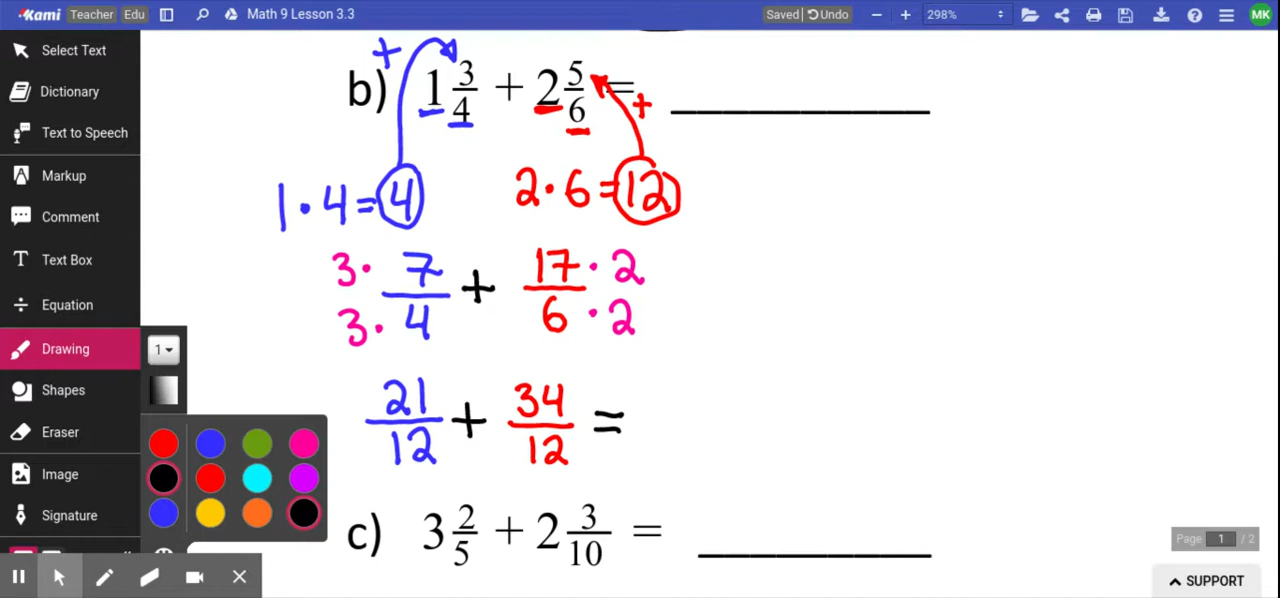 Kami Teacher Edu Math 9 Lesson 3.3 Saved Undo − + 298% MK
Select Text
Dictionary
Text to Speech
Markup
Comment
Text Box
Equation
Drawing
Shapes
Eraser
Image
Signature
1
+
b) 1 3/4 + 2 5/6 = ____________
+
1 · 4 = 4 2 · 6 = 12
3 · 7 / 3 · 4 + 17 · 2 / 6 · 2
21/12 + 34/12 =
c) 3 2/5 + 2 3/10 = ____________
Page 1 / 2
SUPPORT